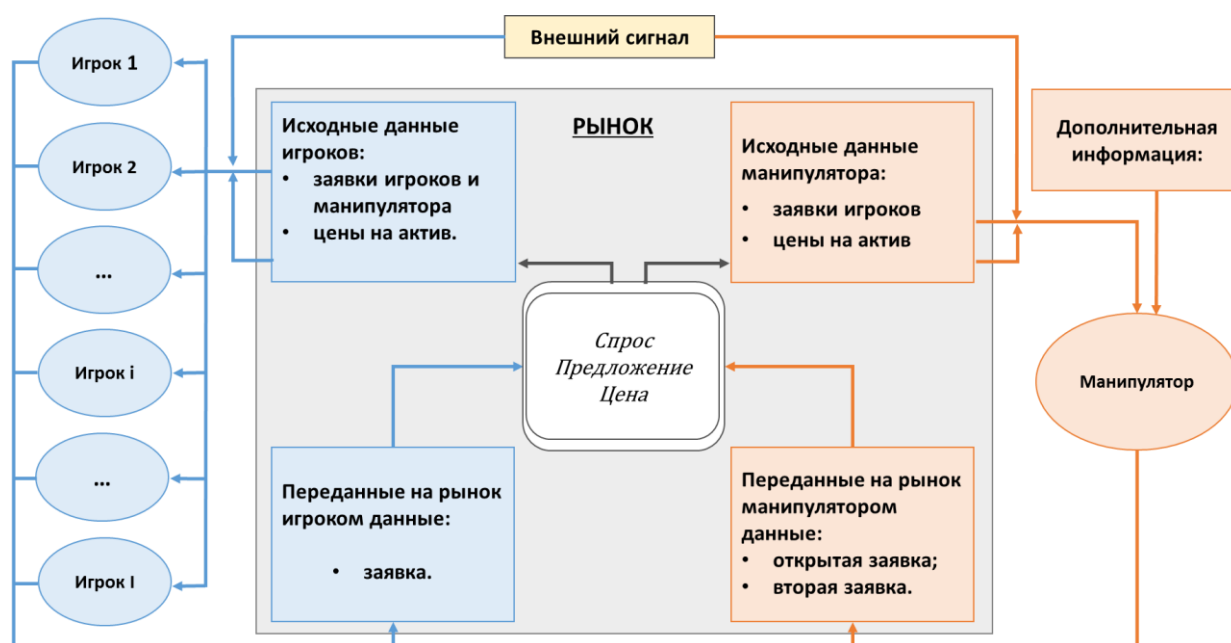 Внешний сигнал
Игрок 1
Игрок 2
...
Игрок i
...
Игрок I
РЫНОК
Исходные данные
игроков:
• заявки игроков и
манипулятора
• цены на актив.
Исходные данные
манипулятора:
• заявки игроков
• цены на актив
Дополнительная
информация:
Спрос
Предложение
Цена
Манипулятор
Переданные на рынок
игроком данные:
• заявка.
Переданные на рынок
манипулятором
данные:
• открытая заявка;
• вторая заявка.